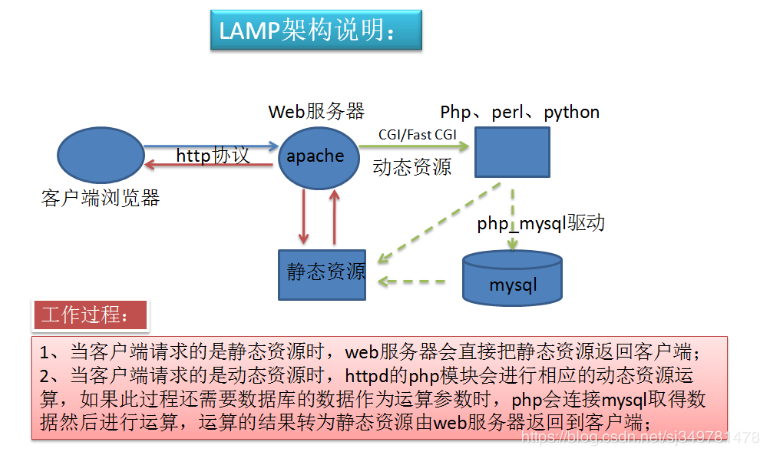 LAMP架构说明：
Web服务器
Php、perl、python
CGI/Fast CGI
http协议
apache
动态资源
客户端浏览器
php_mysql驱动
静态资源
mysql
工作过程：
1、当客户端请求的是静态资源时，web服务器会直接把静态资源返回客户端；
2、当客户端请求的是动态资源时，httpd的php模块会进行相应的动态资源运
算，如果此过程还需要数据库的数据作为运算参数时，php会连接mysql取得数
据然后进行运算，运算的结果转为静态资源由web服务器返回到客户端；
https://blog.csdn.net/sj349781478